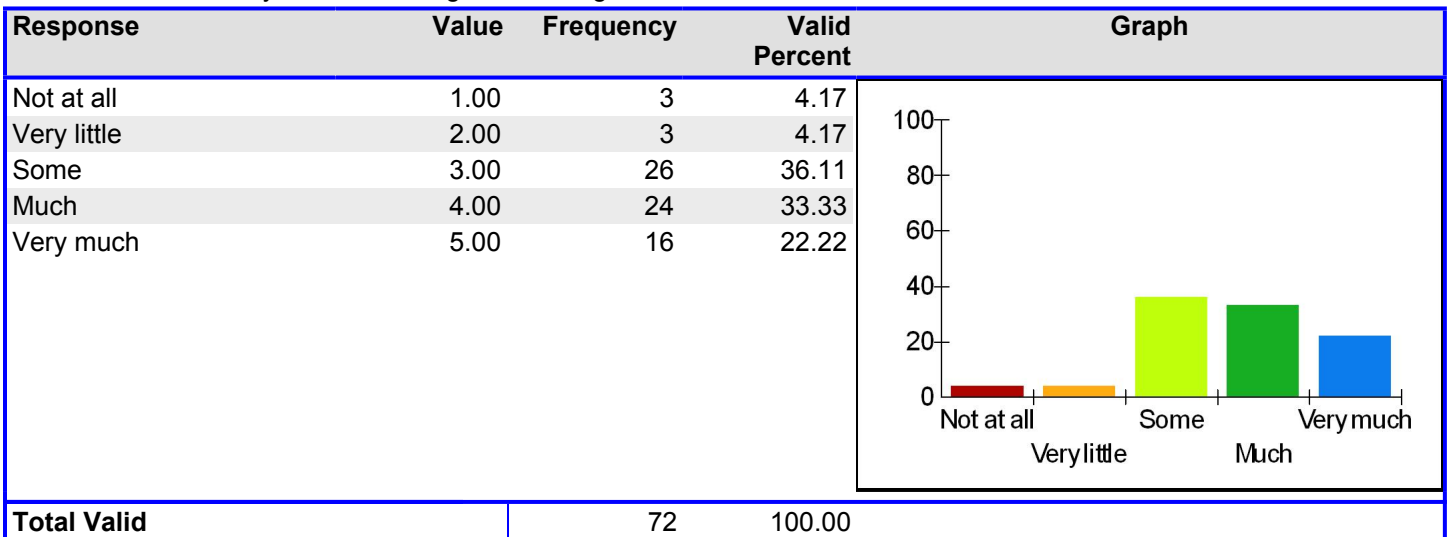 Response Value Frequency Valid Percent Graph
Not at all 1.00 3 4.17
Very little 2.00 3 4.17
Some 3.00 26 36.11
Much 4.00 24 33.33
Very much 5.00 16 22.22
100
80
60
40
20
0
Not at all Some Very much
Very little Much
Total Valid 72 100.00